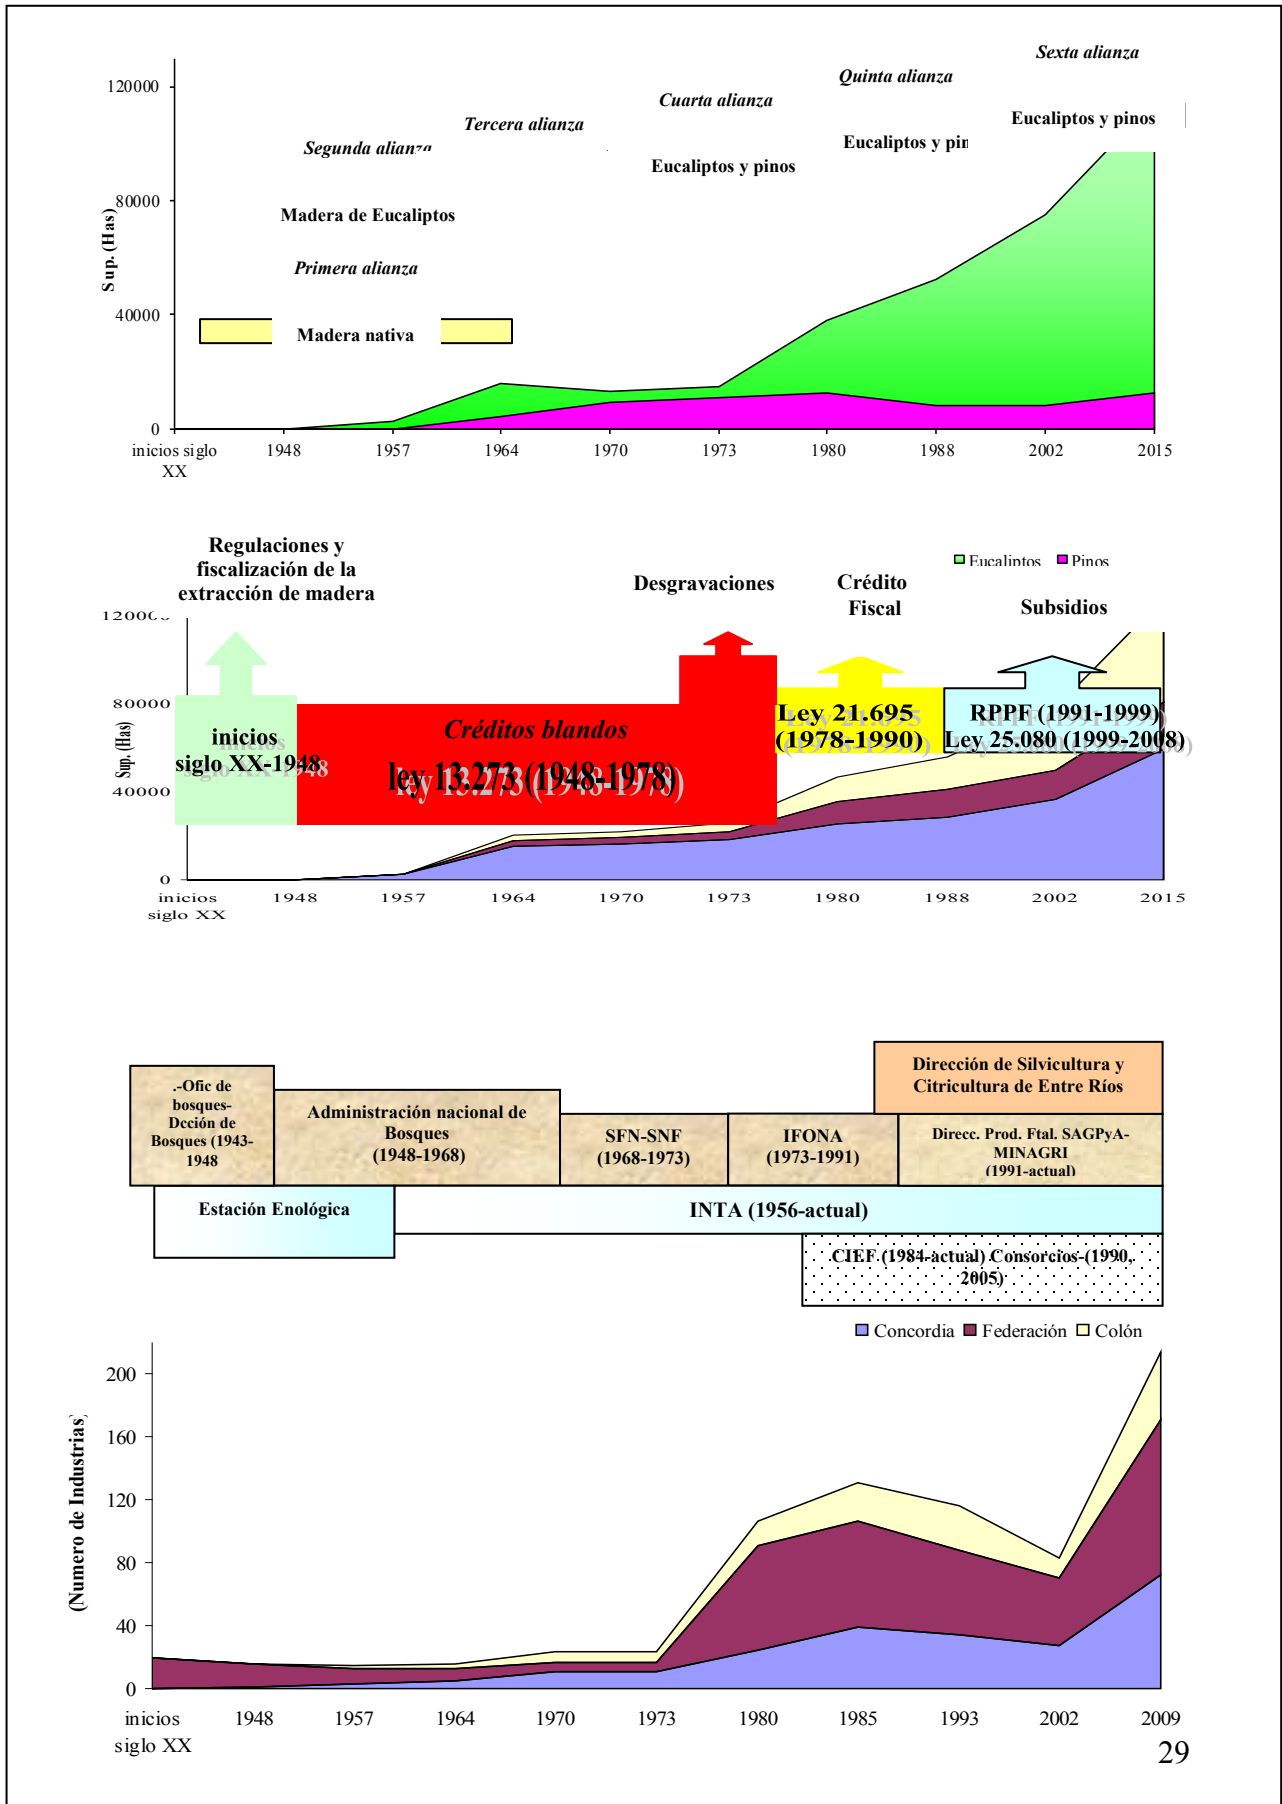 Sexta alianza
Quinta alianza
120000
Cuarta alianza
Eucaliptos y pinos
Tercera alianza
Eucaliptos y pin
Segunda alianza
Eucaliptos y pinos
80000
Madera de Eucaliptos
Sup.(Has)
Primera alianza
40000
Madera nativa
0
inicios siglo
XX
1948
1957
1964
1970
1973
1980
1988
2002
2015
Regulaciones y
fiscalización de la
extracción de madera
Eucaliptos
Pinos
Desgravaciones
Crédito
Fiscal
Subsidios
120000
80000
Sup. (Has)
40000
0
inicios
siglo XX-1948
Créditos blandos
ley 13.273 (1948-1978)
Ley 21.695
(1978-1990)
RPPF (1991-1999)
Ley 25.080 (1999-2008)
inicios
siglo XX
1948
1957
1964
1970
1973
1980
1988
2002
2015
Dirección de Silvicultura y
Citricultura de Entre Ríos
.-Ofic de
bosques-
Dcción de
Bosques (1943-
1948
Administración nacional de
Bosques
(1948-1968)
SFN-SNF
(1968-1973)
IFONA
(1973-1991)
Direcc. Prod. Ftal. SAGPyA-
MINAGRI
(1991-actual)
Estación Enológica
INTA (1956-actual)
CIEF (1984-actual) Consorcios-(1990,
2005)
Concordia
Federación
Colón
200
160
120
80
40
0
(Numero de Industrias)
inicios
siglo XX
1948
1957
1964
1970
1973
1980
1985
1993
2002
2009
29